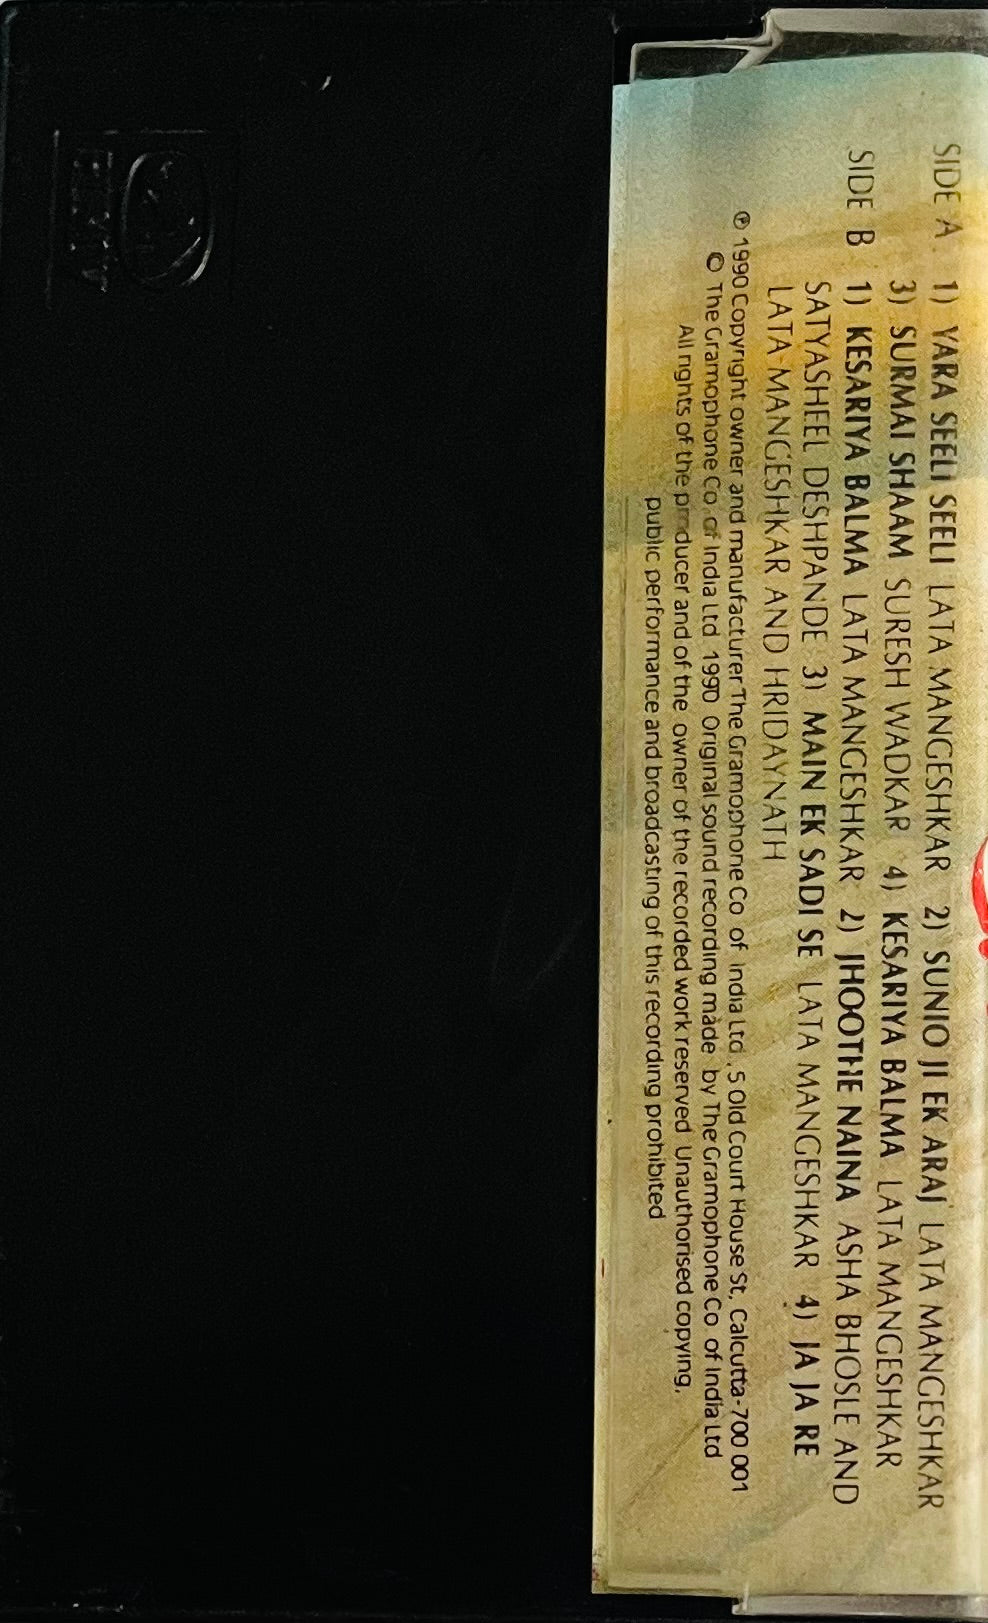 SIDE A 1) YARA SEELI SEELI LATA MANGESHKAR 2) SUNIO JI EK ARAJ LATA MANGESHKAR
3) SURMAI SHAAM SURESH WADKAR 4) KESARIYA BALMA LATA MANGESHKAR
SIDE B 1) KESARIYA BALMA LATA MANGESHKAR 2) JHOOTHE NAINA ASHA BHOSLE AND
SATYASHEEL DESHPANDE 3) MAIN EK SADI SE LATA MANGESHKAR 4) JA JA RE
LATA MANGESHKAR AND HRIDAYNATH
℗ 1990 Copyright owner and manufacturer The Gramophone Co of India Ltd, 5 Old Court House St, Calcutta-700 001
© The Gramophone Co of India Ltd 1990 Original sound recording made by The Gramophone Co of India Ltd
All rights of the producer and of the owner of the recorded work reserved Unauthorised copying,
public performance and broadcasting of this recording prohibited